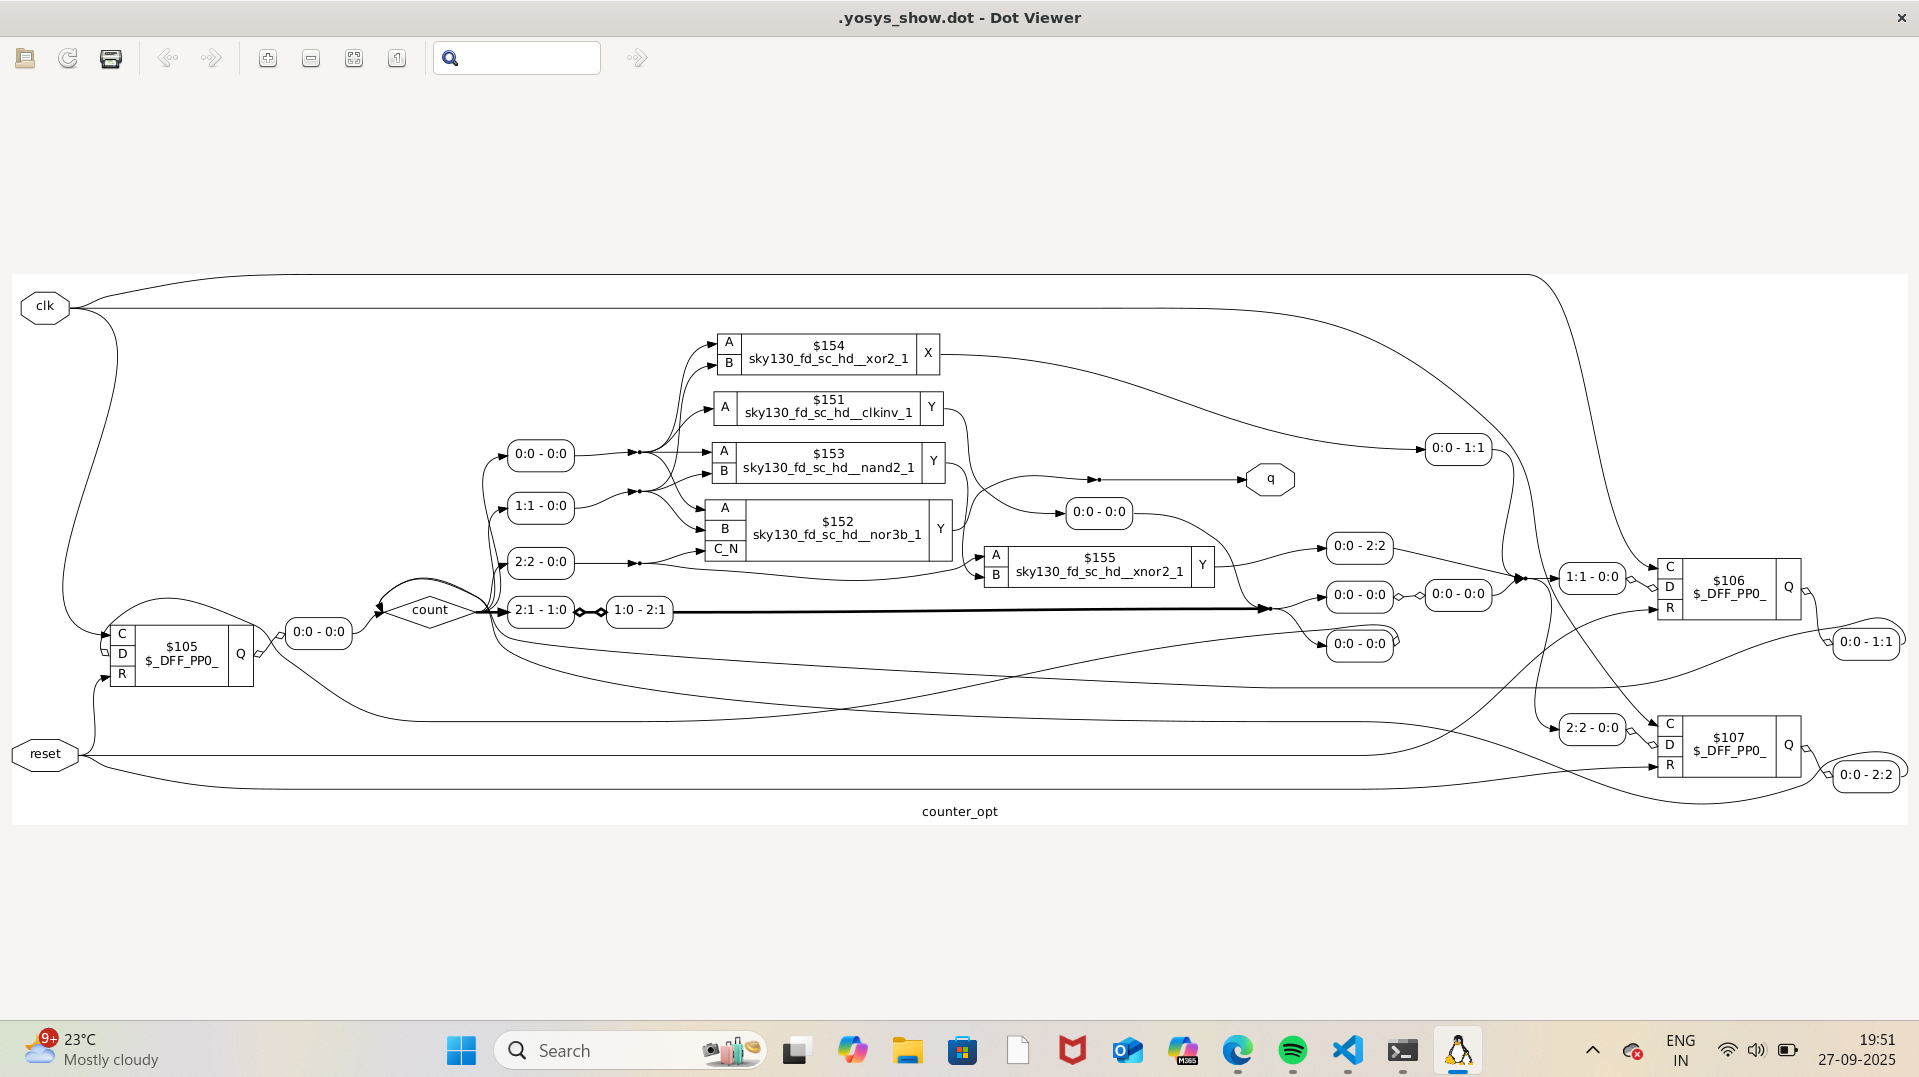 .yosys_show.dot - Dot Viewer
×
clk
A
B
$154
sky130_fd_sc_hd__xor2_1
X
A
$151
sky130_fd_sc_hd__clkinv_1
Y
0:0 - 0:0
A
B
$153
sky130_fd_sc_hd__nand2_1
Y
0:0 - 1:1
q
1:1 - 0:0
A
B
C_N
$152
sky130_fd_sc_hd__nor3b_1
Y
0:0 - 0:0
2:2 - 0:0
A
B
$155
sky130_fd_sc_hd__xnor2_1
Y
0:0 - 2:2
1:1 - 0:0
C
D
R
$106
$_DFF_PP0_
Q
count
2:1 - 1:0
1:0 - 2:1
0:0 - 0:0
0:0 - 0:0
0:0 - 0:0
C
D
R
$105
$_DFF_PP0_
Q
0:0 - 0:0
0:0 - 1:1
reset
2:2 - 0:0
C
D
R
$107
$_DFF_PP0_
Q
0:0 - 2:2
counter_opt
9+
23°C
Mostly cloudy
Search
M365
ENG
IN
19:51
27-09-2025